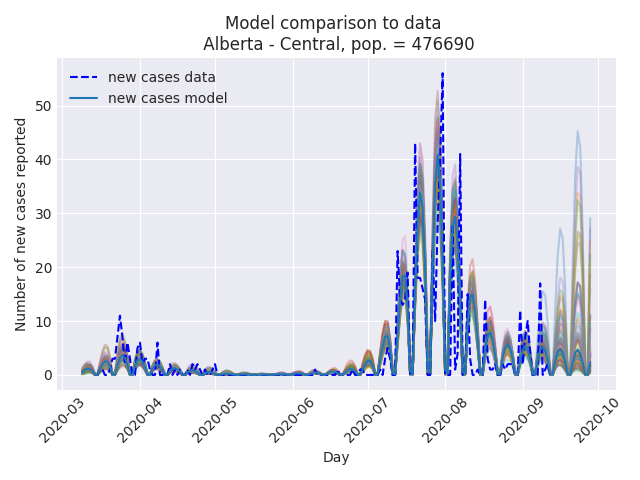 Model comparison to data
Alberta - Central, pop. = 476690
new cases data
new cases model
Number of new cases reported
50
40
30
20
10
0
2020-03
2020-04
2020-05
2020-06
2020-07
2020-08
2020-09
2020-10
Day